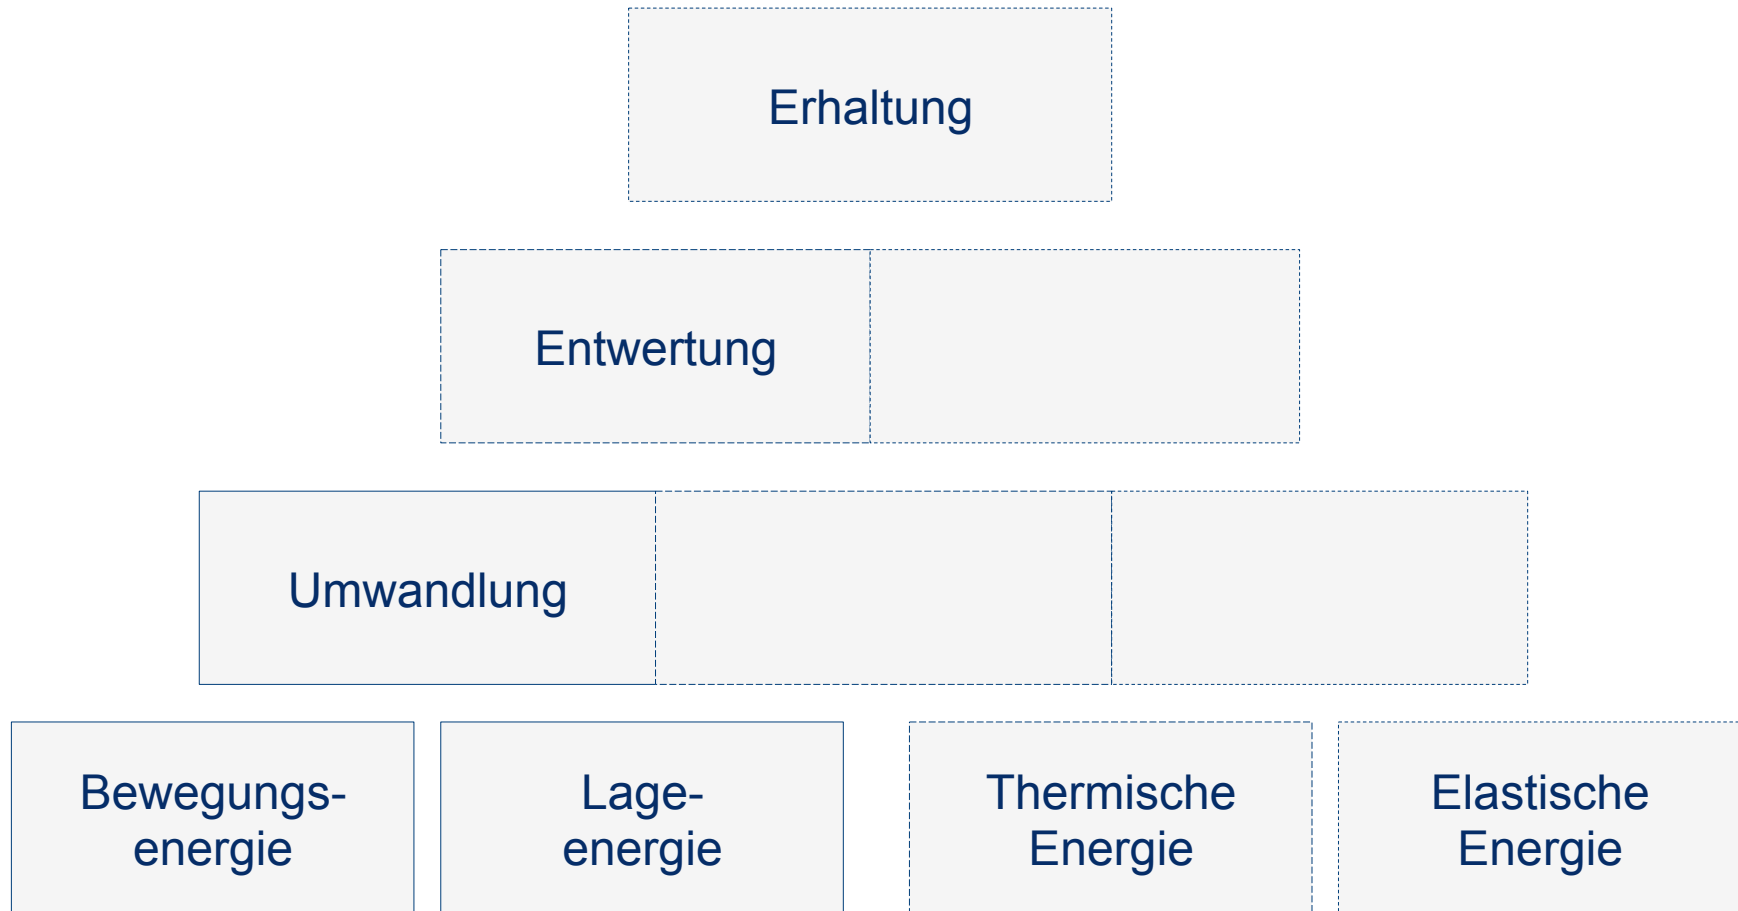 Erhaltung
Entwertung
Umwandlung
Bewegungs-
energie
Lage-
energie
Thermische
Energie
Elastische
Energie